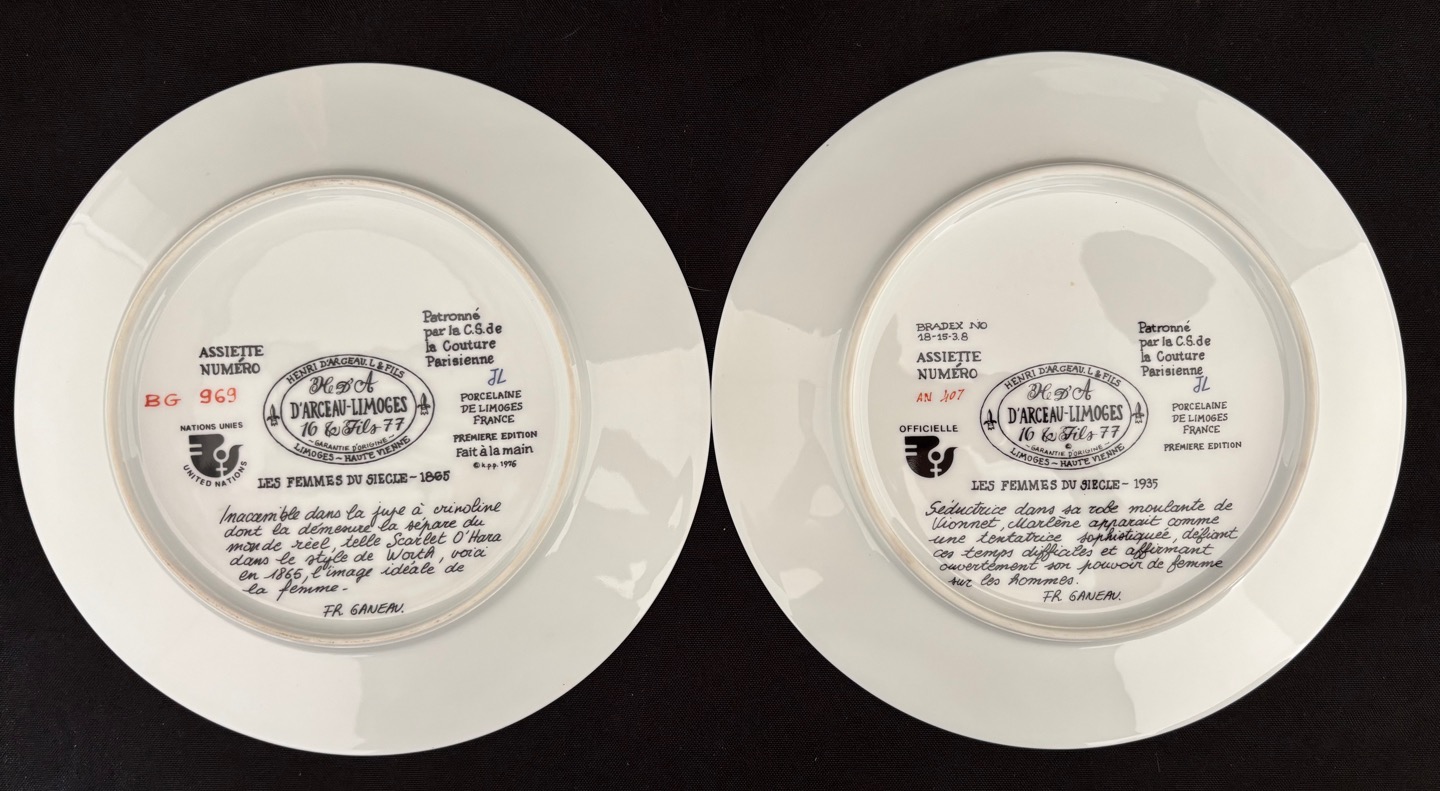 Patronné
par la C.S. de
la Couture
Parisienne
ASSIETTE
NUMÉRO
BG 969
JL
HENRI D'ARCEAU. L & FILS
H D A
D'ARCEAU-LIMOGES
16 & Fils 77
GARANTIE D'ORIGINE
LIMOGES - HAUTE VIENNE
PORCELAINE
DE LIMOGES
FRANCE
PREMIERE EDITION
Fait à la main
© k.p.p. 1976
NATIONS UNIES
UNITED NATIONS
LES FEMMES DU SIECLE - 1865
Inaccessible dans la jupe à crinoline
dont la démesure la sépare du
monde réel, telle Scarlet O'Hara
dans le style de Worth, voici
en 1865, l'image idéale de
la femme.
FR. GANEAU.
BRADEX NO
18-15-3.8
Patronné
par la C.S. de
la Couture
Parisienne
ASSIETTE
NUMÉRO
AN 407
JL
HENRI D'ARCEAU. L & FILS
H D A
D'ARCEAU-LIMOGES
16 & Fils 77
GARANTIE D'ORIGINE
LIMOGES - HAUTE VIENNE
PORCELAINE
DE LIMOGES
FRANCE
PREMIERE EDITION
OFFICIELLE
LES FEMMES DU SIECLE - 1935
Séductrice dans sa robe moulante de
Vionnet, Marlène apparait comme
une tentatrice sophistiquée, défiant
ces temps difficiles et affirmant
ouvertement son pouvoir de femme
sur les hommes.
FR. GANEAU.